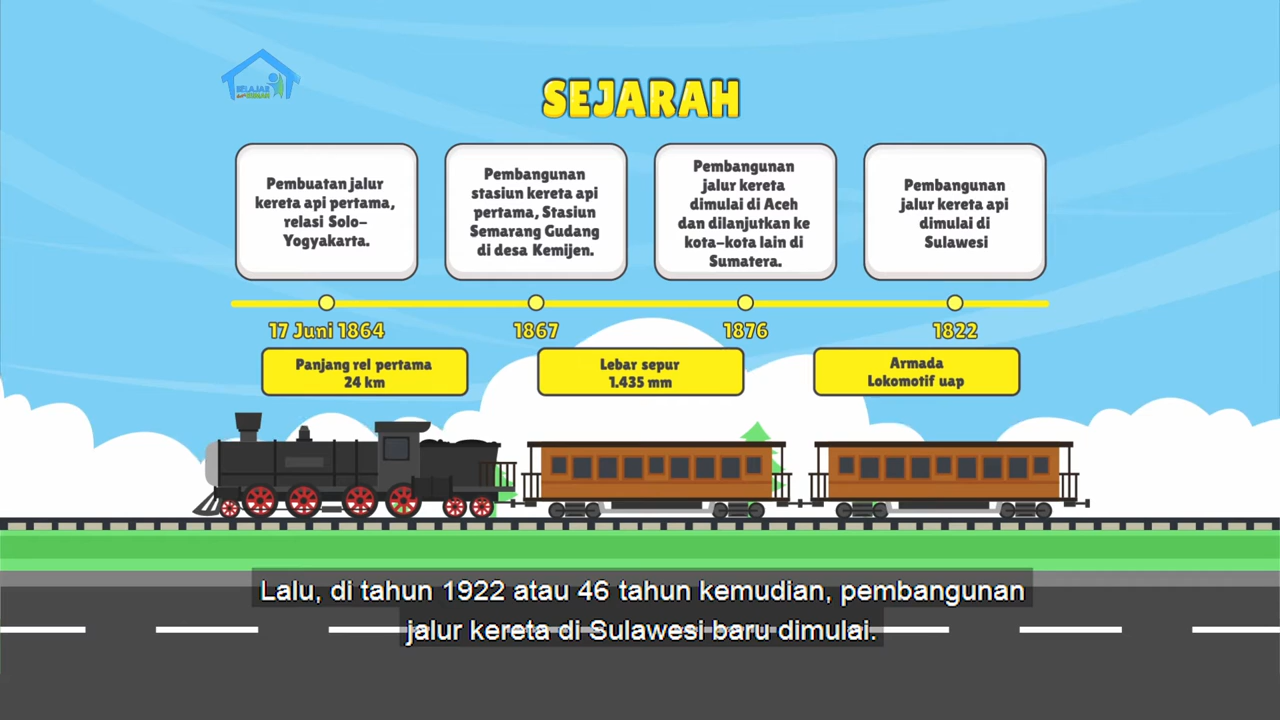 BELAJAR
dari RUMAH
SEJARAH
Pembuatan jalur
kereta api pertama,
relasi Solo-
Yogyakarta.
Pembangunan
stasiun kereta api
pertama, Stasiun
Semarang Gudang
di desa Kemijen.
Pembangunan
jalur kereta
dimulai di Aceh
dan dilanjutkan ke
kota-kota lain di
Sumatera.
Pembangunan
jalur kereta api
dimulai di
Sulawesi
17 Juni 1864
1867
1876
1822
Panjang rel pertama
24 km
Lebar sepur
1.435 mm
Armada
Lokomotif uap
Lalu, di tahun 1922 atau 46 tahun kemudian, pembangunan
jalur kereta di Sulawesi baru dimulai.